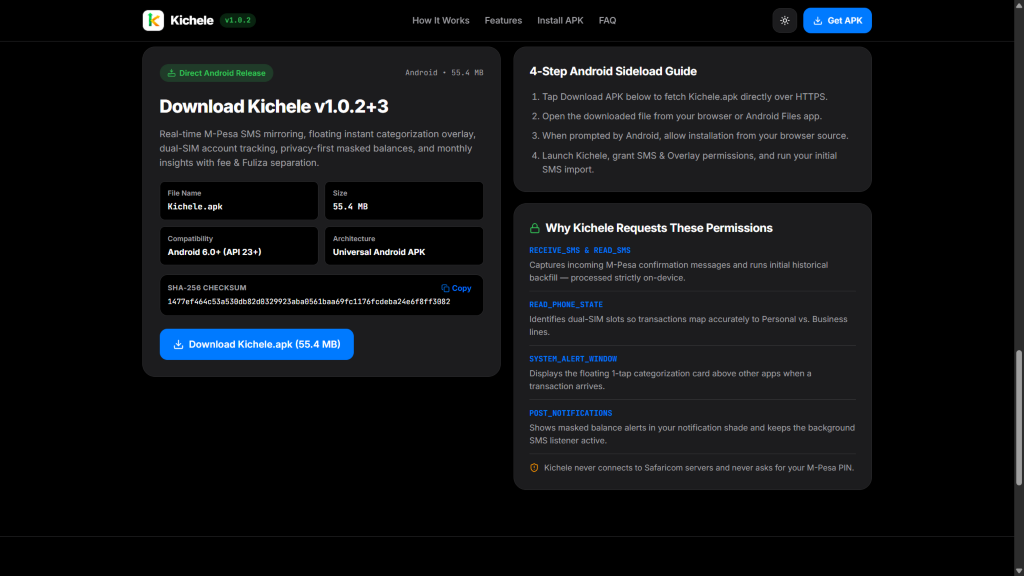 Kichele v1.0.2
How It Works Features Install APK FAQ
Get APK
Direct Android Release
Android • 55.4 MB
Download Kichele v1.0.2+3
Real-time M-Pesa SMS mirroring, floating instant categorization overlay,
dual-SIM account tracking, privacy-first masked balances, and monthly
insights with fee & Fuliza separation.
File Name
Kichele.apk
Size
55.4 MB
Compatibility
Android 6.0+ (API 23+)
Architecture
Universal Android APK
SHA-256 CHECKSUM
Copy
1477ef464c53a530db82d0329923aba0561baa69fc1176fcdeba24e6f8ff3082
Download Kichele.apk (55.4 MB)
4-Step Android Sideload Guide
1. Tap Download APK below to fetch Kichele.apk directly over HTTPS.
2. Open the downloaded file from your browser or Android Files app.
3. When prompted by Android, allow installation from your browser source.
4. Launch Kichele, grant SMS & Overlay permissions, and run your initial
SMS import.
Why Kichele Requests These Permissions
RECEIVE_SMS & READ_SMS
Captures incoming M-Pesa confirmation messages and runs initial historical
backfill — processed strictly on-device.
READ_PHONE_STATE
Identifies dual-SIM slots so transactions map accurately to Personal vs. Business
lines.
SYSTEM_ALERT_WINDOW
Displays the floating 1-tap categorization card above other apps when a
transaction arrives.
POST_NOTIFICATIONS
Shows masked balance alerts in your notification shade and keeps the background
SMS listener active.
Kichele never connects to Safaricom servers and never asks for your M-Pesa PIN.